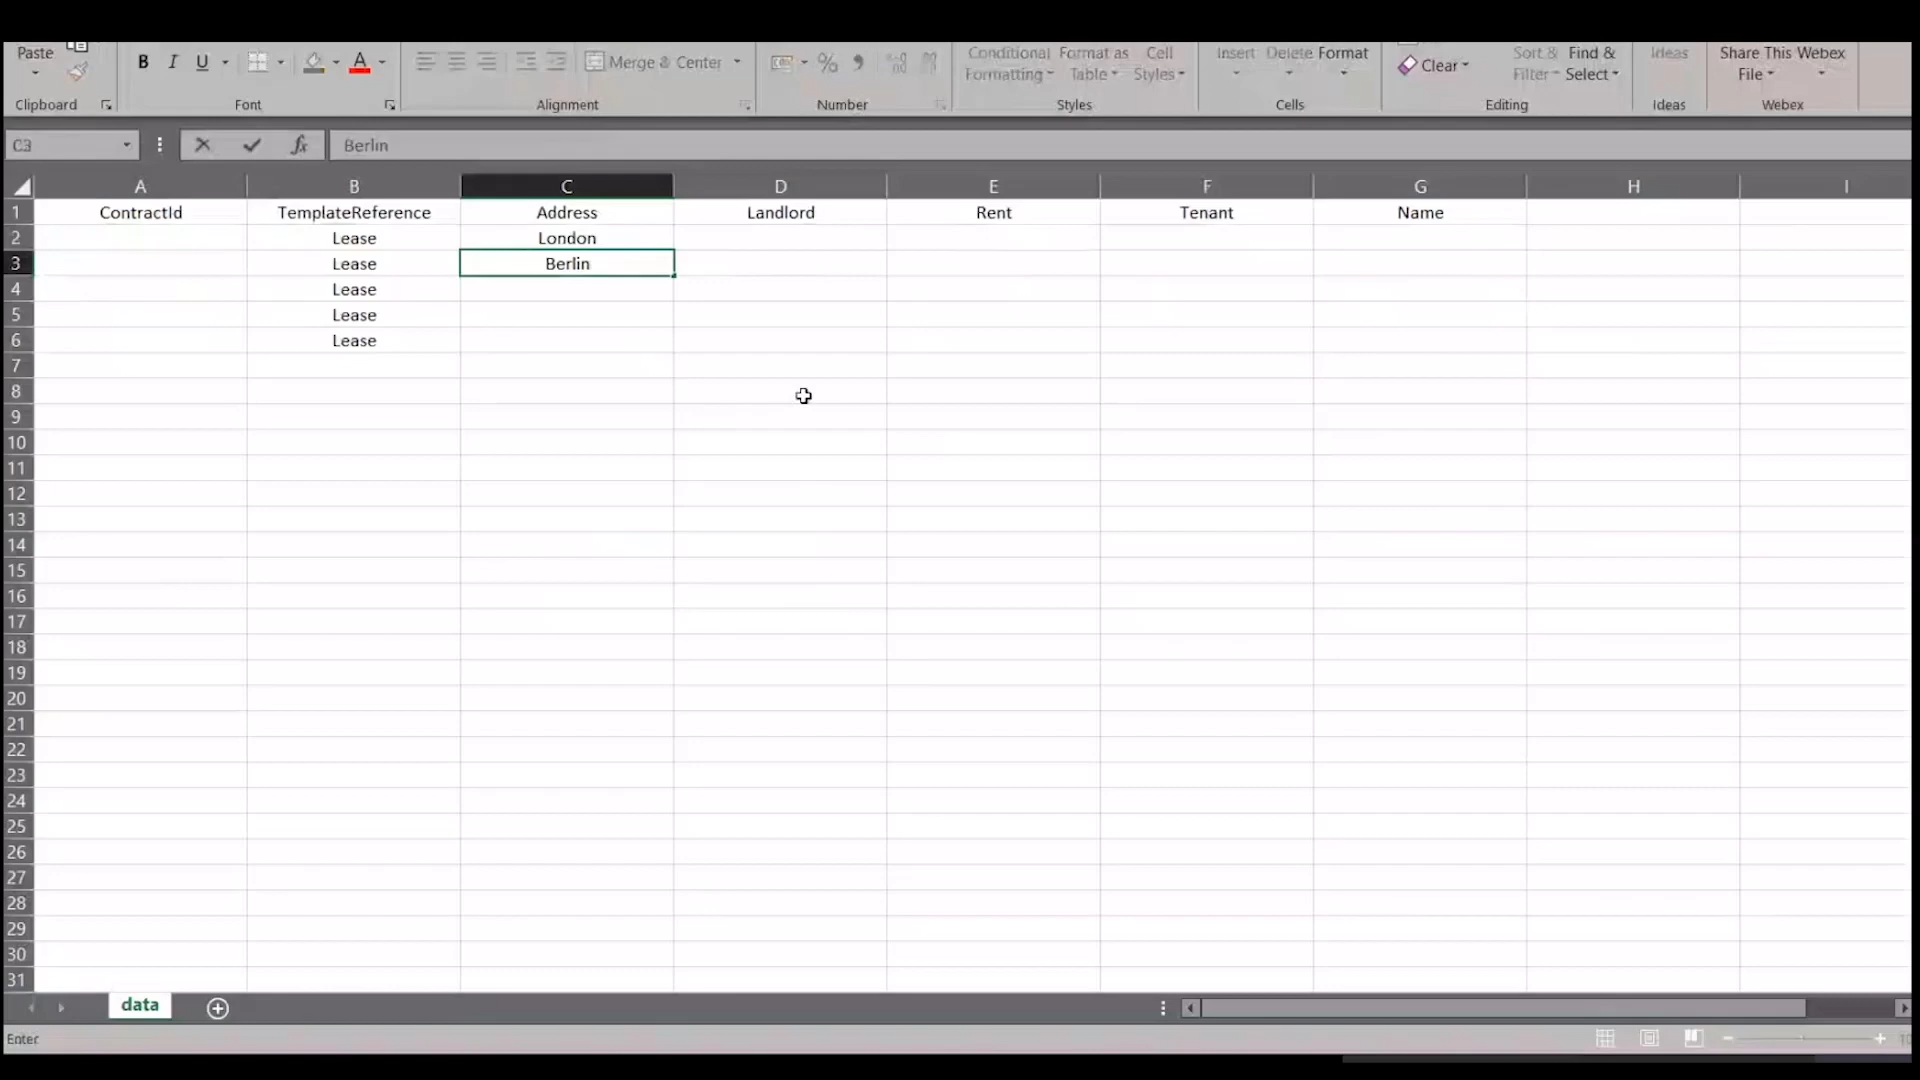 Paste
B I U A
Merge & Center
%
Conditional Formatting
Format as Table
Cell Styles
Insert Delete Format
Clear
Sort & Filter
Find & Select
Ideas
Share This File
Webex
Clipboard Font Alignment Number Styles Cells Editing Ideas Webex
C3 fx Berlin
A B C D E F G H I
1 ContractId TemplateReference Address Landlord Rent Tenant Name
2 Lease London
3 Lease Berlin
4 Lease
5 Lease
6 Lease
7
8
9
10
11
12
13
14
15
16
17
18
19
20
21
22
23
24
25
26
27
28
29
30
31
data
Enter